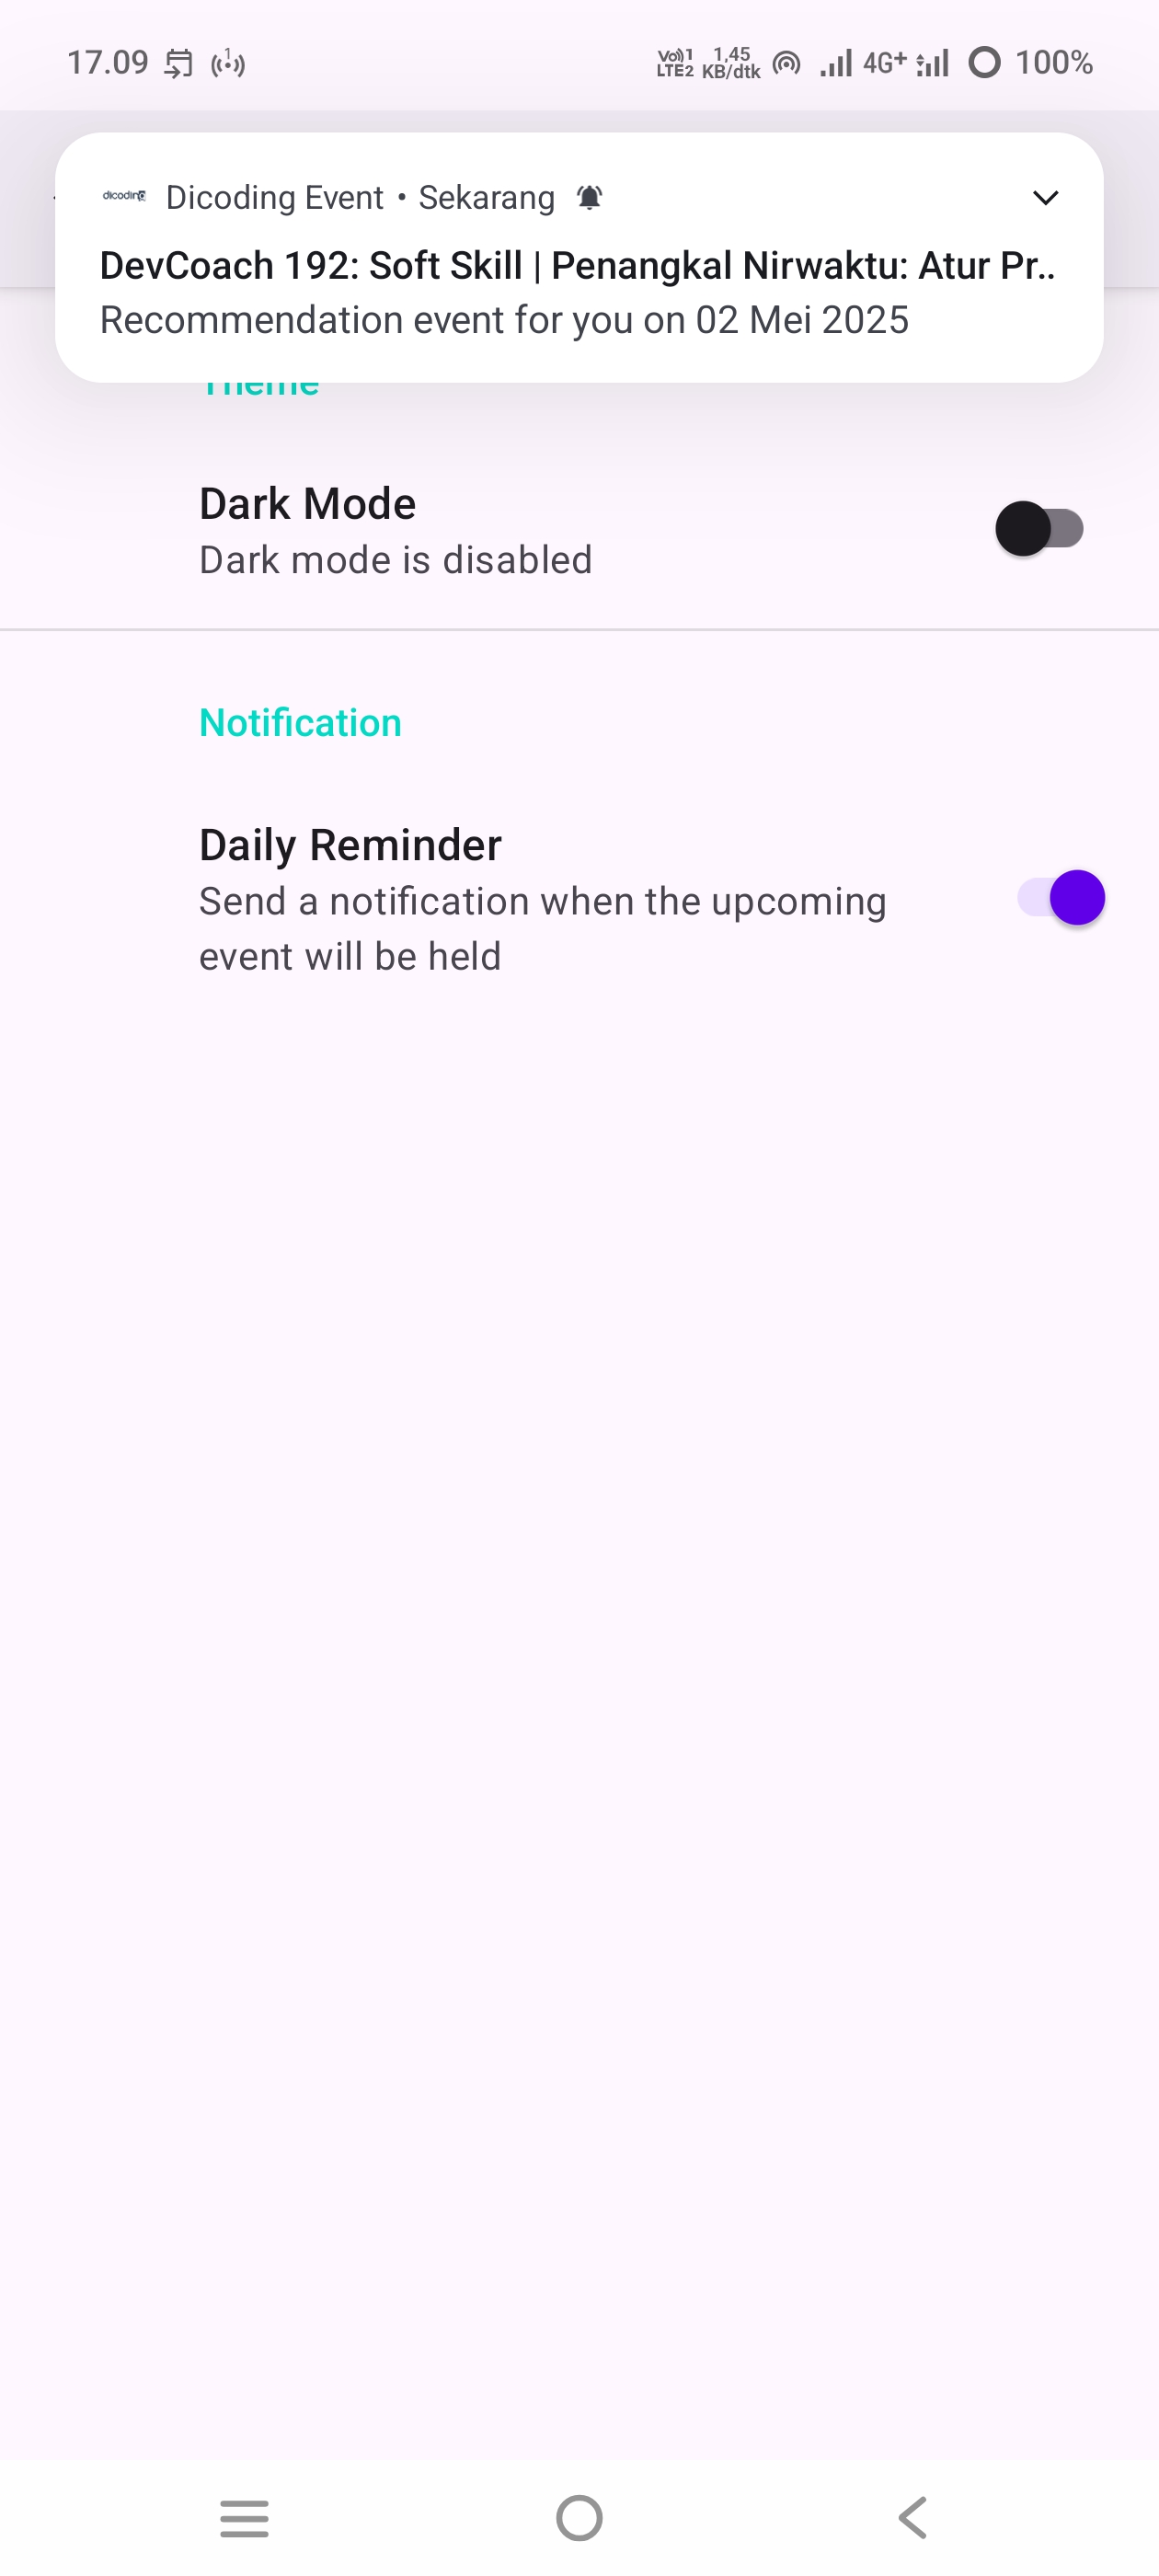 17.09
1
Vo)) 1
LTE2
1,45
KB/dtk
4G+
100%
dicoding
Dicoding Event • Sekarang
DevCoach 192: Soft Skill | Penangkal Nirwaktu: Atur Pr..
Recommendation event for you on 02 Mei 2025
Theme
Dark Mode
Dark mode is disabled
Notification
Daily Reminder
Send a notification when the upcoming
event will be held